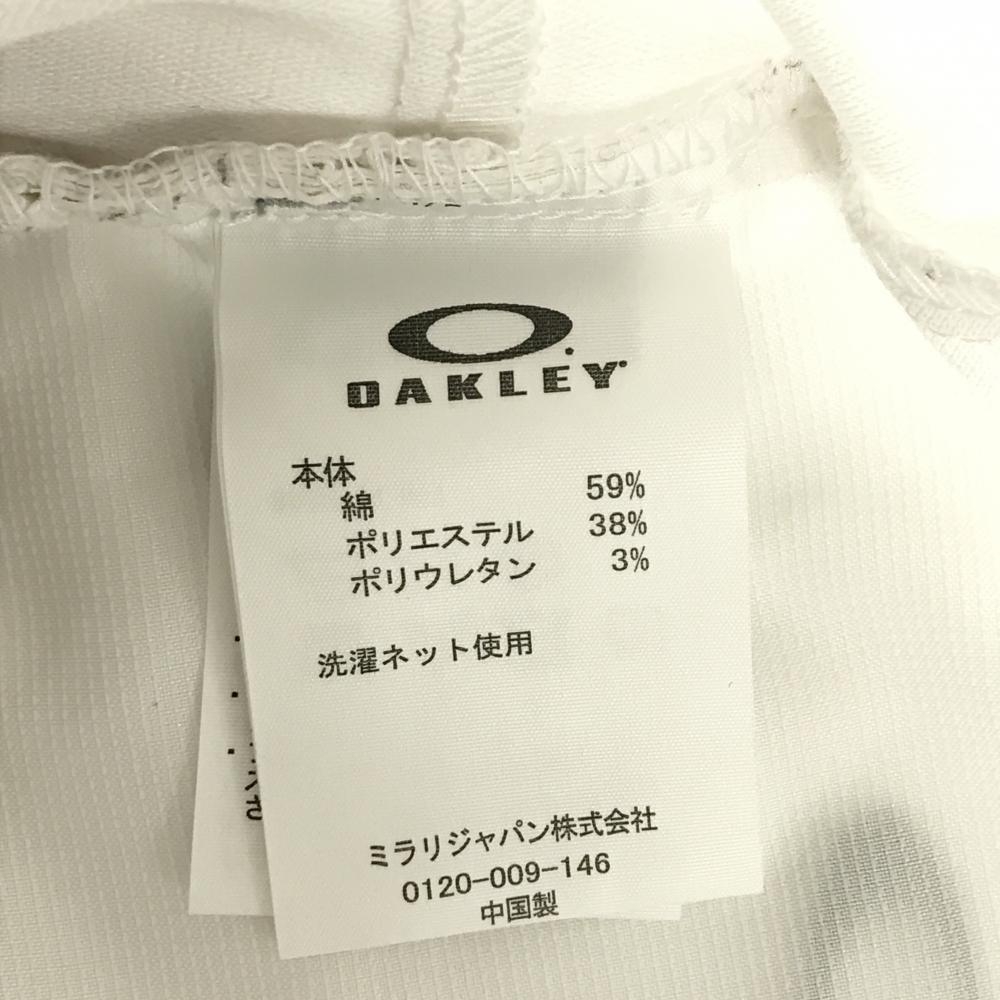 OAKLEY
本体
綿 59%
ポリエステル 38%
ポリウレタン 3%
洗濯ネット使用
ミラリジャパン株式会社
0120-009-146
中国製